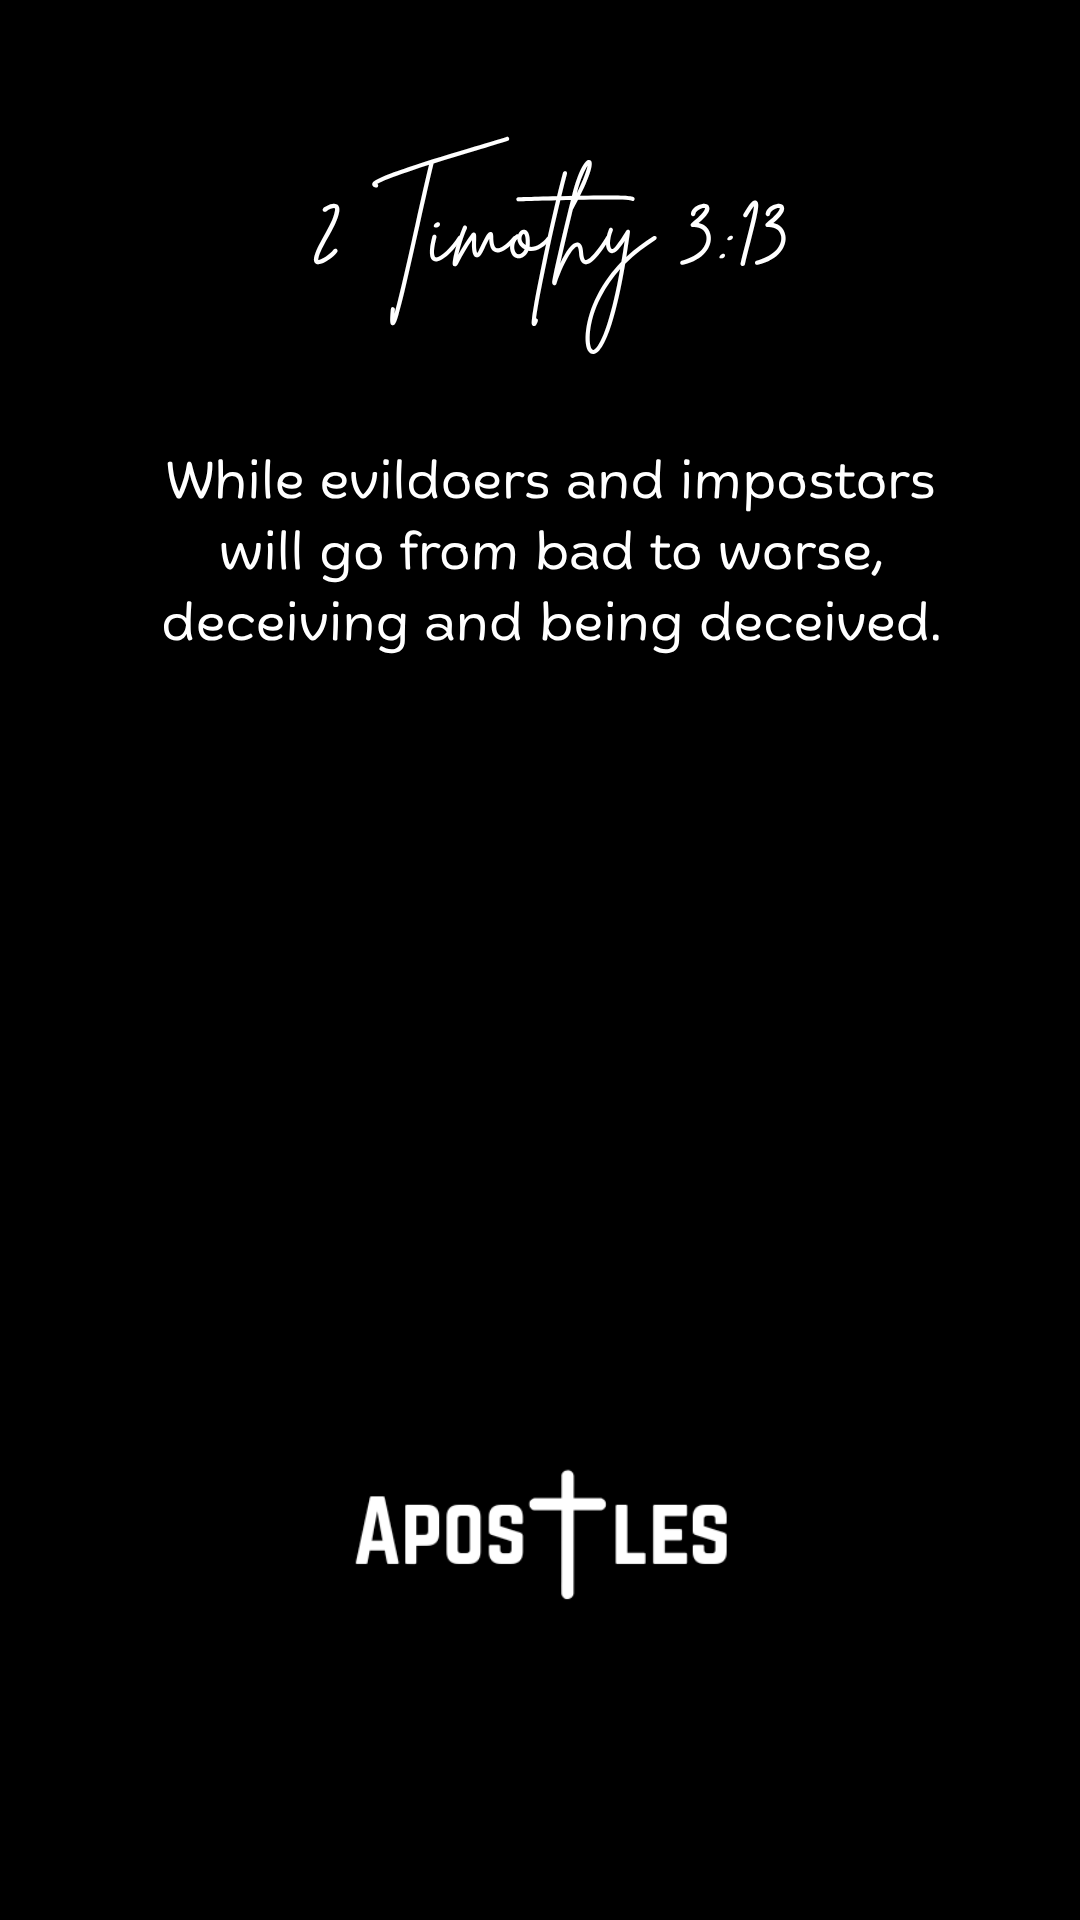 2 Timothy 3:13
While evildoers and impostors
will go from bad to worse,
deceiving and being deceived.
APOSTLES